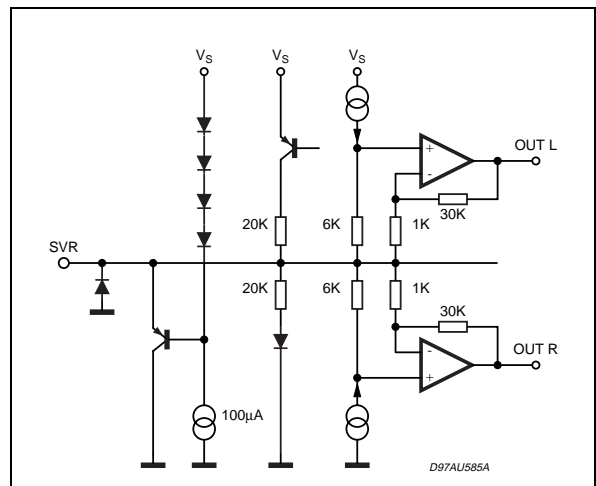 VS VS VS
OUT L
+
-
30K
20K 6K 1K
SVR
20K 6K 1K
30K
-
+
OUT R
100µA
D97AU585A